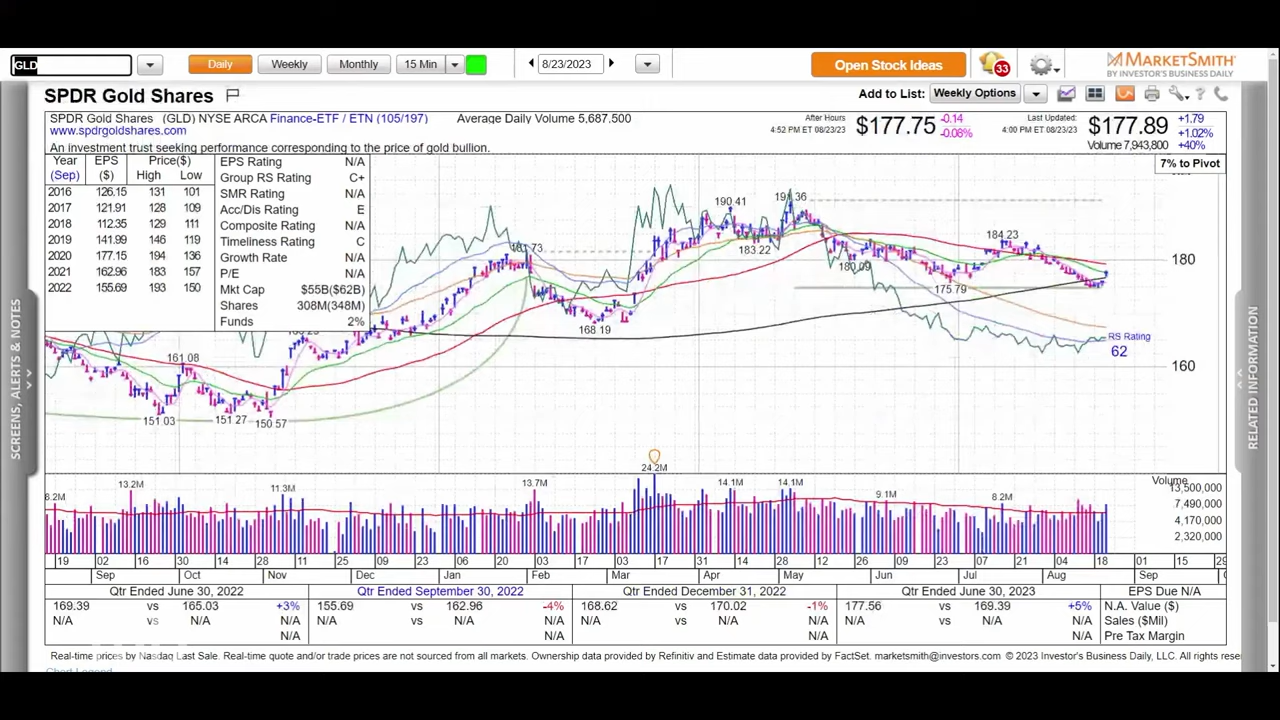 GLD
Daily
Weekly
Monthly
15 Min
8/23/2023
Open Stock Ideas
33
MARKETSMITH
BY INVESTOR'S BUSINESS DAILY
SPDR Gold Shares
Add to List: Weekly Options
SPDR Gold Shares (GLD) NYSE ARCA Finance-ETF / ETN (105/197) Average Daily Volume 5,687,500
www.spdrgoldshares.com
An investment trust seeking performance corresponding to the price of gold bullion.
After Hours
4:52 PM ET 08/23/23
$177.75
-0.14
-0.08%
Last Updated:
4:00 PM ET 08/23/23
$177.89
+1.79
+1.02%
Volume 7,943,800
+40%
7% to Pivot
Year EPS Price($)
(Sep) ($) High Low
2016 126.15 131 101
2017 121.91 128 109
2018 112.35 129 111
2019 141.99 146 119
2020 177.15 194 136
2021 162.96 183 157
2022 155.69 193 150
EPS Rating N/A
Group RS Rating C+
SMR Rating N/A
Acc/Dis Rating E
Composite Rating N/A
Timeliness Rating C
Growth Rate N/A
P/E N/A
Mkt Cap $55B($62B)
Shares 308M(348M)
Funds 2%
190.41
191.36
183.22
180.09
175.79
184.23
168.19
161.08
151.03
151.27
150.57
180
160
RS Rating
62
24.2M
8.2M
13.2M
11.3M
13.7M
14.1M
14.1M
9.1M
8.2M
Volume
13,500,000
7,490,000
4,170,000
2,320,000
19 02 16 30 14 28 11 25 09 23 06 20 03 17 03 17 31 14 28 12 26 09 23 07 21 04 18 01 15 29
Sep Oct Nov Dec Jan Feb Mar Apr May Jun Jul Aug Sep
Qtr Ended June 30, 2022
Qtr Ended September 30, 2022
Qtr Ended December 31, 2022
Qtr Ended June 30, 2023
EPS Due N/A
169.39 vs 165.03 +3% 155.69 vs 162.96 -4% 168.62 vs 170.02 -1% 177.56 vs 169.39 +5% N.A. Value ($)
N/A vs N/A N/A N/A vs N/A N/A N/A vs N/A N/A N/A vs N/A N/A Sales ($Mil)
N/A N/A N/A N/A Pre Tax Margin
Real-time prices by Nasdaq Last Sale. Real-time quote and/or trade prices are not sourced from all markets. Ownership data provided by Refinitiv and Estimate data provided by FactSet. marketsmith@investors.com © 2023 Investor's Business Daily, LLC. All rights rese
SCREENS, ALERTS & NOTES
RELATED INFORMATION